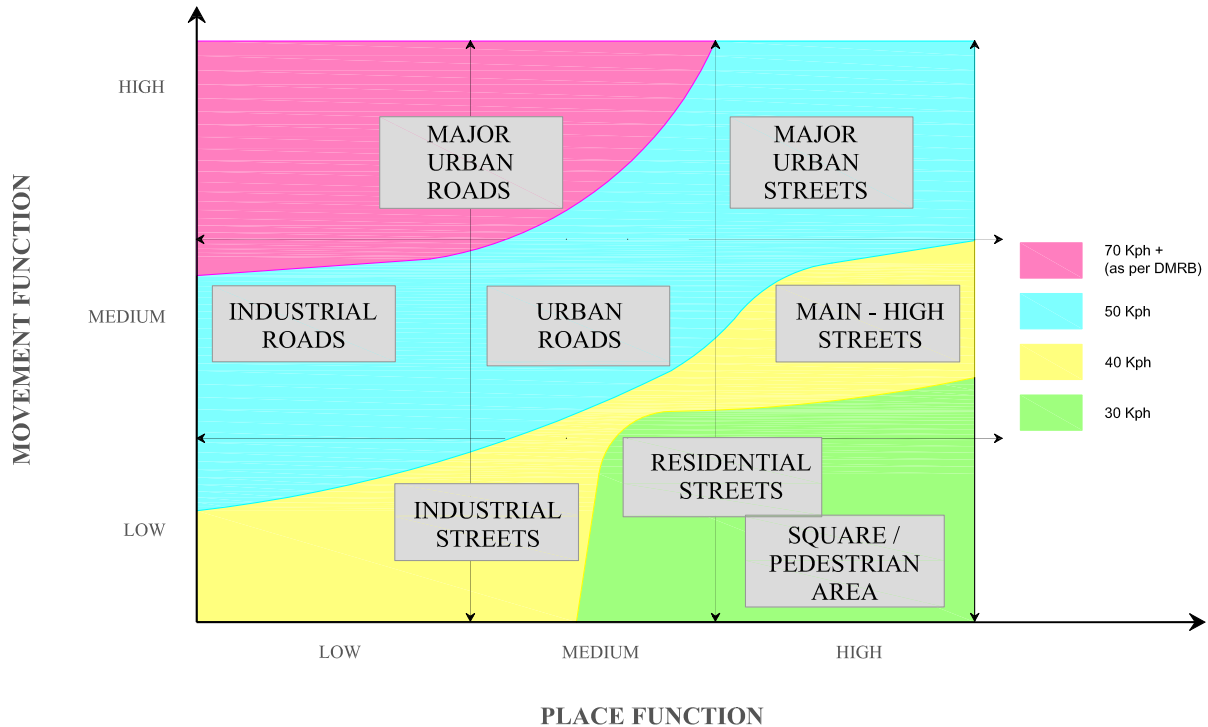 HIGH
MEDIUM
LOW
MOVEMENT FUNCTION
MAJOR
URBAN
ROADS
MAJOR
URBAN
STREETS
INDUSTRIAL
ROADS
URBAN
ROADS
MAIN - HIGH
STREETS
INDUSTRIAL
STREETS
RESIDENTIAL
STREETS
SQUARE /
PEDESTRIAN
AREA
70 Kph +
(as per DMRB)
50 Kph
40 Kph
30 Kph
LOW
MEDIUM
HIGH
PLACE FUNCTION